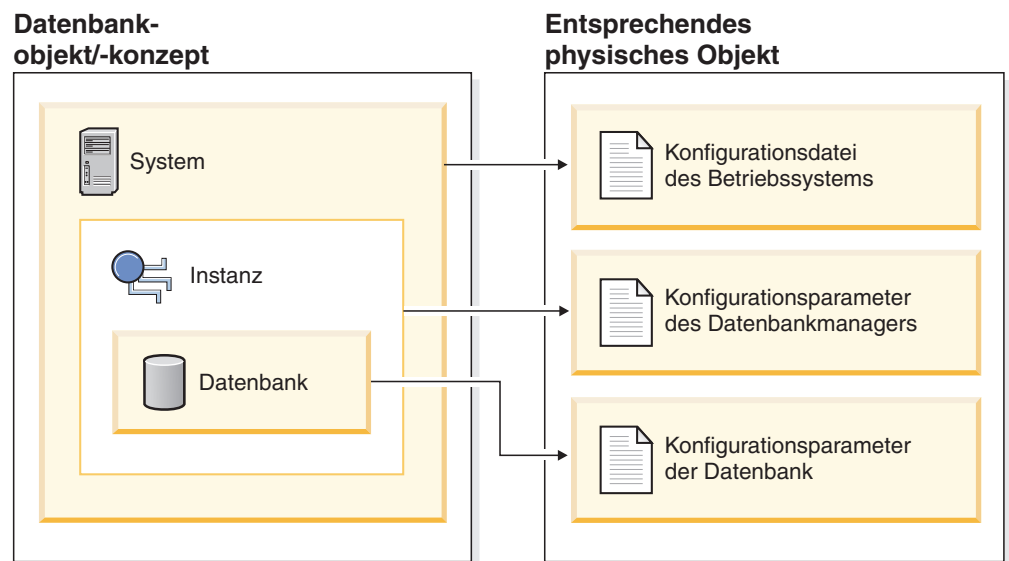 Datenbank-
objekt/-konzept
Entsprechendes
physisches Objekt
System
Instanz
Datenbank
Konfigurationsdatei
des Betriebssystems
Konfigurationsparameter
des Datenbankmanagers
Konfigurationsparameter
der Datenbank